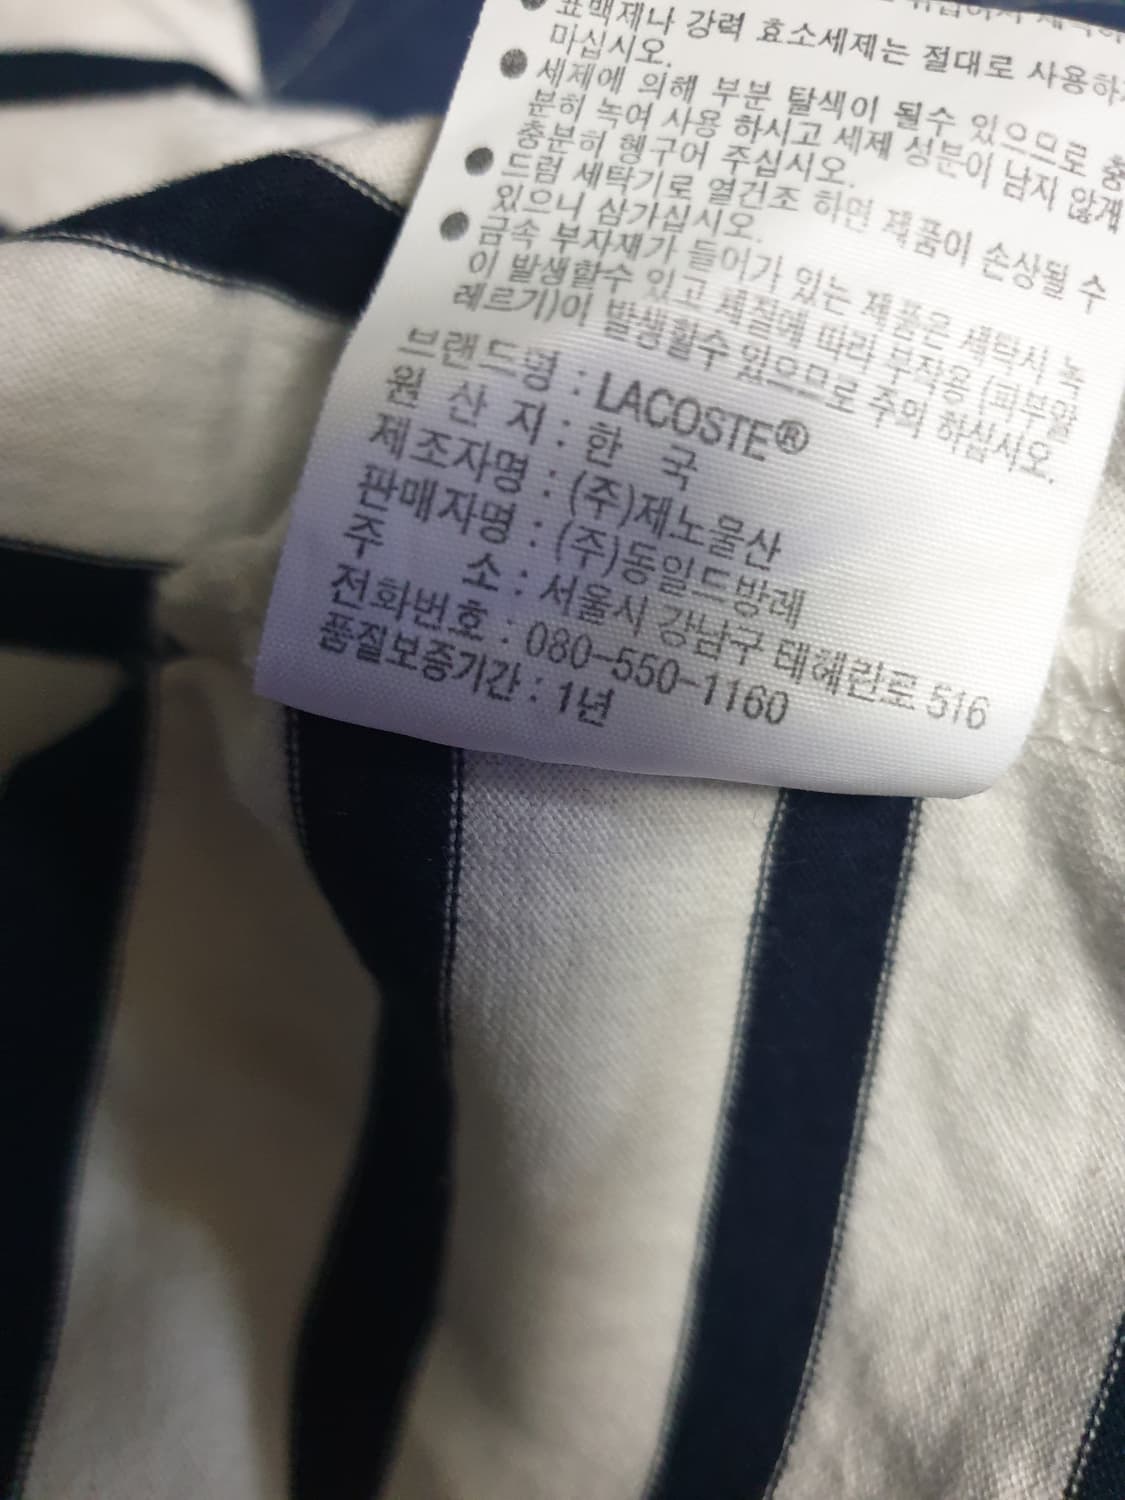 표백제나 강력 효소세제는 절대로 사용하지
마십시오.
● 세제에 의해 부분 탈색이 될수 있으므로 충
분히 녹여 사용 하시고 세제 성분이 남지 않게
충분히 헹구어 주십시오.
● 드럼 세탁기로 열건조 하면 제품이 손상될 수
있으니 삼가십시오.
● 금속 부자재가 들어가 있는 제품은 세탁시 녹
이 발생할수 있고 체질에 따라 부작용 (피부알
레르기)이 발생할수 있으므로 주의 하십시오.
브랜드명 : LACOSTE®
원 산 지 : 한 국
제조자명 : (주)제노물산
판매자명 : (주)동일드방레
주 소 : 서울시 강남구 테헤란로 516
전화번호 : 080-550-1160
품질보증기간 : 1년